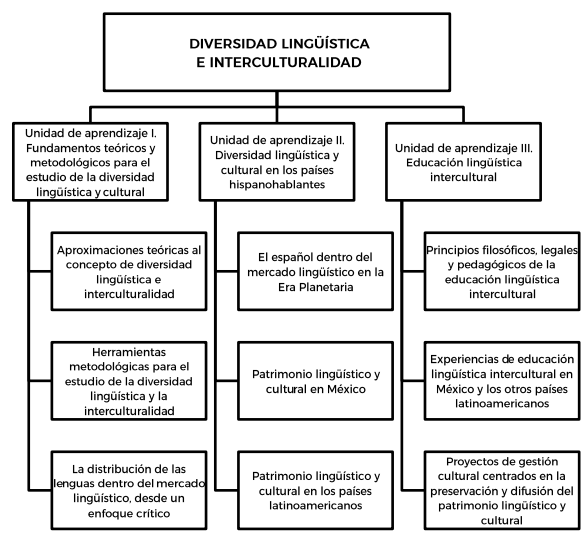 DIVERSIDAD LINGÜÍSTICA
E INTERCULTURALIDAD
Unidad de aprendizaje I.
Fundamentos teóricos y
metodológicos para el
estudio de la diversidad
lingüística y cultural
Aproximaciones teóricas al
concepto de diversidad
lingüística e
interculturalidad
Herramientas
metodológicas para el
estudio de la diversidad
lingüística y la
interculturalidad
La distribución de las
lenguas dentro del mercado
lingüístico, desde un
enfoque crítico
Unidad de aprendizaje II.
Diversidad lingüística y
cultural en los países
hispanohablantes
El español dentro del
mercado lingüístico en la
Era Planetaria
Patrimonio lingüístico y
cultural en México
Patrimonio lingüístico y
cultural en los países
latinoamericanos
Unidad de aprendizaje III.
Educación lingüística
intercultural
Principios filosóficos, legales
y pedagógicos de la
educación lingüística
intercultural
Experiencias de educación
lingüística intercultural en
México y los otros países
latinoamericanos
Proyectos de gestión
cultural centrados en la
preservación y difusión del
patrimonio lingüístico y
cultural